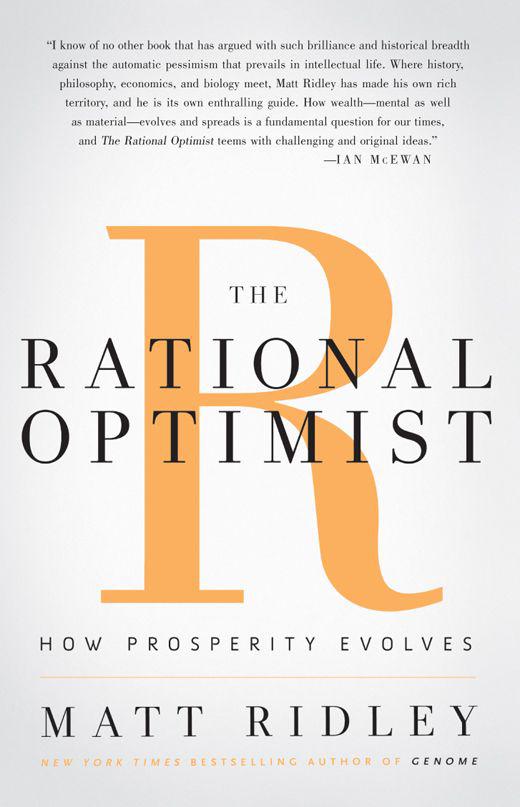 “I know of no other book that has argued with such brilliance and historical breadth
against the automatic pessimism that prevails in intellectual life. Where history,
philosophy, economics, and biology meet, Matt Ridley has made his own rich
territory, and he is its own enthralling guide. How wealth—mental as well
as material—evolves and spreads is a fundamental question for our times,
and The Rational Optimist teems with challenging and original ideas.”
—IAN McEWAN
R
THE
RATIONAL
OPTIMIST
HOW PROSPERITY EVOLVES
MATT RIDLEY
NEW YORK TIMES BESTSELLING AUTHOR OF GENOME